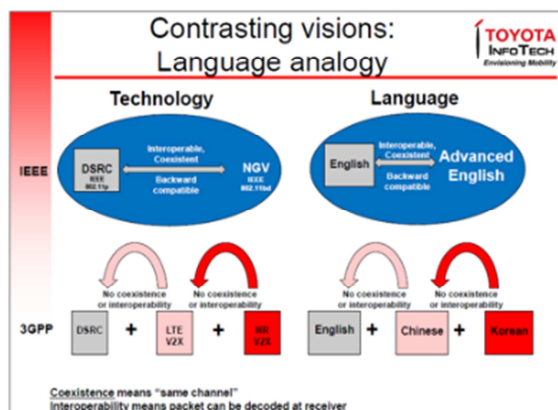 Contrasting visions:
Language analogy
TOYOTA
INFOTECH
Envisioning Mobility
Technology
Language
IEEE
DSRC
IEEE
802.11p
Interoperable,
Coexistent
Backward
compatible
NGV
IEEE
802.11bd
English
Interoperable,
Coexistent
Backward
compatible
Advanced
English
No coexistence
or interoperability
No coexistence
or interoperability
No coexistence
or interoperability
No coexistence
or interoperability
3GPP
DSRC
+
LTE
V2X
+
NR
V2X
English
+
Chinese
+
Korean
Coexistence means "same channel"
Interoperability means packet can be decoded at receiver